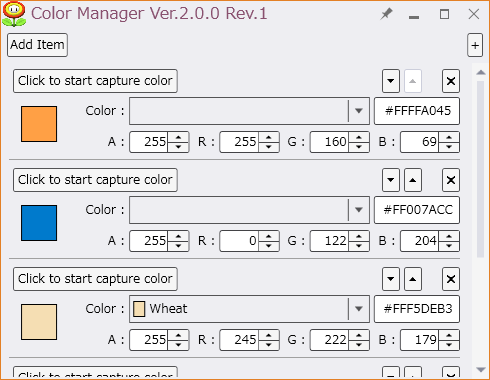 Color Manager Ver.2.0.0 Rev.1
Add Item +
Click to start capture color
Color : #FFFFA045
A : 255 R : 255 G : 160 B : 69
Click to start capture color
Color : #FF007ACC
A : 255 R : 0 G : 122 B : 204
Click to start capture color
Color : Wheat #FFF5DEB3
A : 255 R : 245 G : 222 B : 179
Click to start capture color